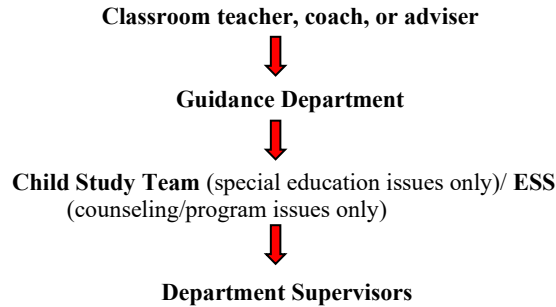 Classroom teacher, coach, or adviser
Guidance Department
Child Study Team (special education issues only)/ ESS
(counseling/program issues only)
Department Supervisors